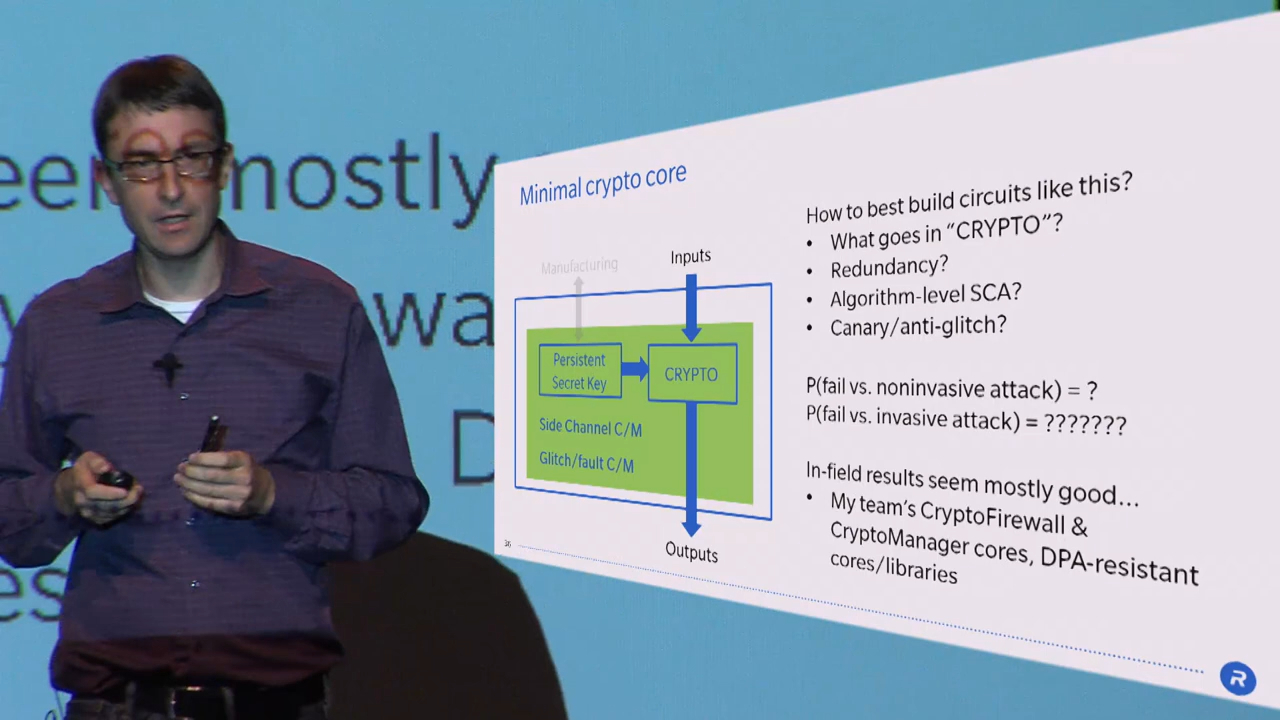 mostly
wa
D
Minimal crypto core
Manufacturing
Inputs
Persistent
Secret Key
CRYPTO
Side Channel C/M
Glitch/fault C/M
Outputs
36
How to best build circuits like this?
• What goes in “CRYPTO”?
• Redundancy?
• Algorithm-level SCA?
• Canary/anti-glitch?
P(fail vs. noninvasive attack) = ?
P(fail vs. invasive attack) = ???????
In-field results seem mostly good…
• My team’s CryptoFirewall &
CryptoManager cores, DPA-resistant
cores/libraries
R